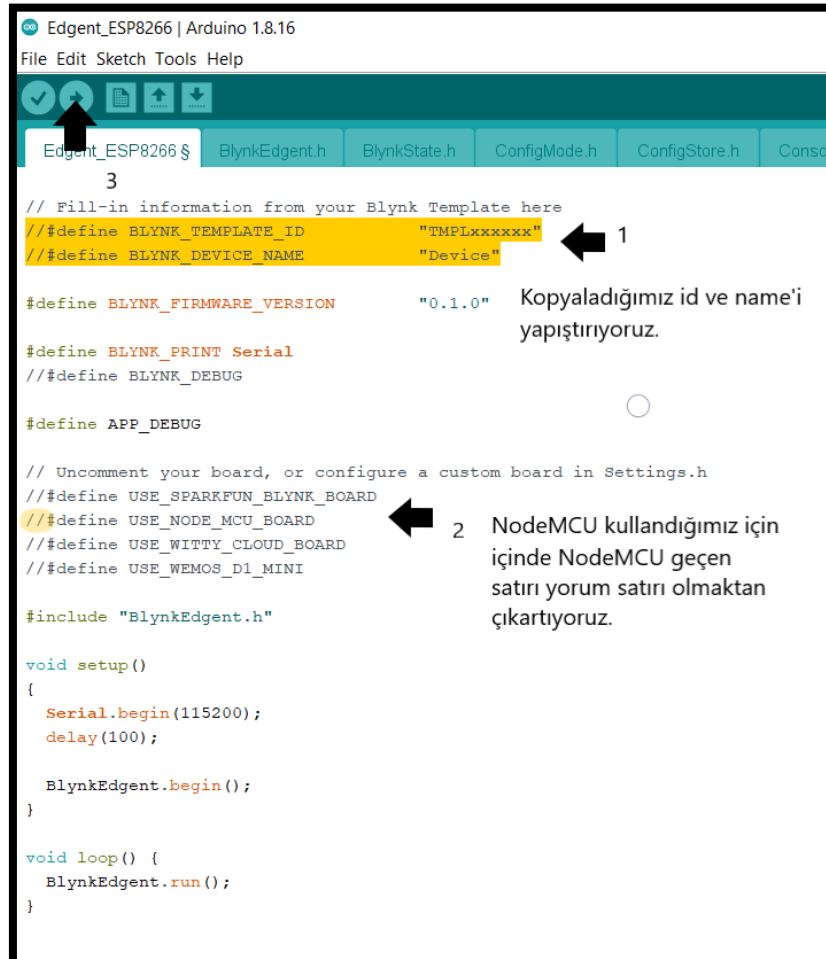 Edgent_ESP8266 | Arduino 1.8.16
File Edit Sketch Tools Help
Edgent_ESP8266 § BlynkEdgent.h BlynkState.h ConfigMode.h ConfigStore.h Conso
3
// Fill-in information from your Blynk Template here
//#define BLYNK_TEMPLATE_ID "TMPLxxxxxx"
//#define BLYNK_DEVICE_NAME "Device"
1
#define BLYNK_FIRMWARE_VERSION "0.1.0"
Kopyaladığımız id ve name'i
yapıştırıyoruz.
#define BLYNK_PRINT Serial
//#define BLYNK_DEBUG
#define APP_DEBUG
// Uncomment your board, or configure a custom board in Settings.h
//#define USE_SPARKFUN_BLYNK_BOARD
//#define USE_NODE_MCU_BOARD
//#define USE_WITTY_CLOUD_BOARD
//#define USE_WEMOS_D1_MINI
2
NodeMCU kullandığımız için
içinde NodeMCU geçen
satırı yorum satırı olmaktan
çıkartıyoruz.
#include "BlynkEdgent.h"
void setup()
{
Serial.begin(115200);
delay(100);
BlynkEdgent.begin();
}
void loop() {
BlynkEdgent.run();
}